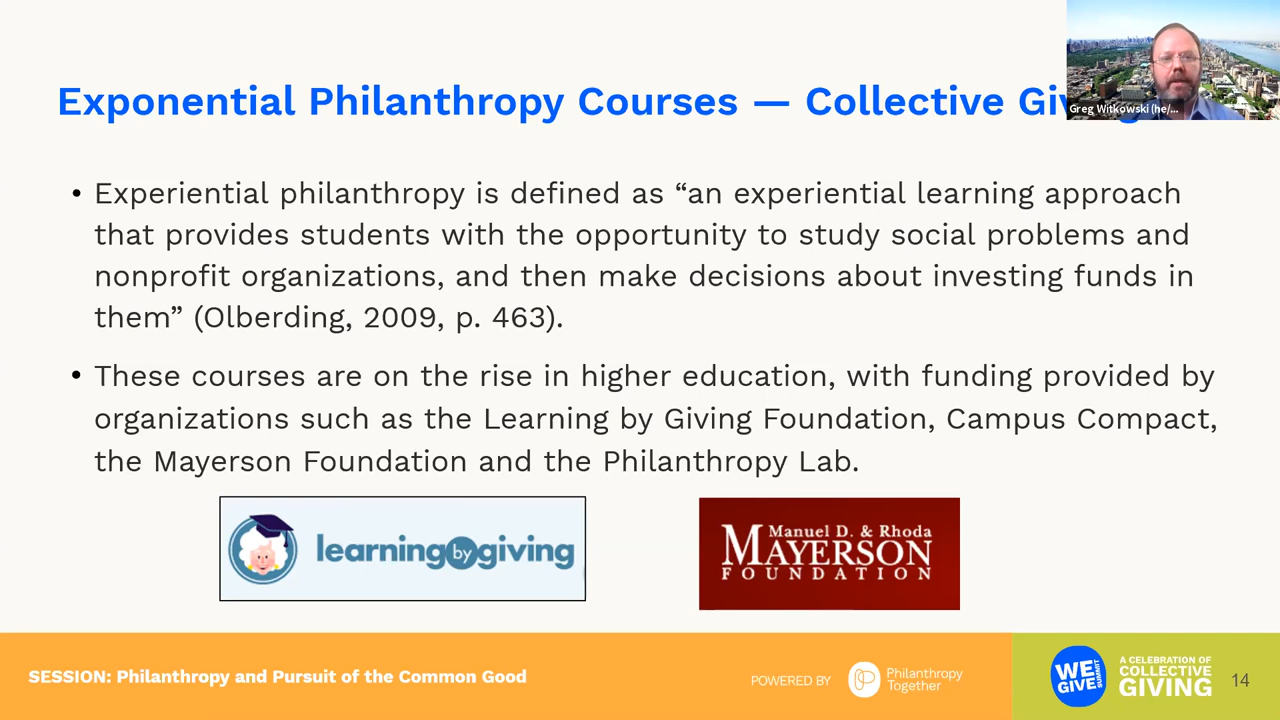 Exponential Philanthropy Courses — Collective
Greg Witkowski (he/...
• Experiential philanthropy is defined as “an experiential learning approach
that provides students with the opportunity to study social problems and
nonprofit organizations, and then make decisions about investing funds in
them” (Olberding, 2009, p. 463).
• These courses are on the rise in higher education, with funding provided by
organizations such as the Learning by Giving Foundation, Campus Compact,
the Mayerson Foundation and the Philanthropy Lab.
learning by giving
Manuel D. & Rhoda
MAYERSON
FOUNDATION
SESSION: Philanthropy and Pursuit of the Common Good
POWERED BY
Philanthropy
Together
WE
GIVE
SUMMIT
A CELEBRATION OF
COLLECTIVE
GIVING
14